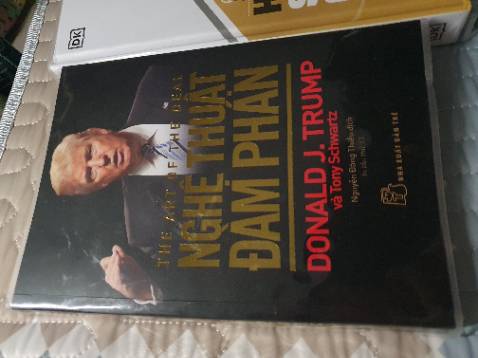 THE ART OF THE DEAL
NGHỆ THUẬT
ĐÀM PHÁN
DONALD J. TRUMP
và Tony Schwartz
NHÀ XUẤT BẢN TRẺ
DK
DK